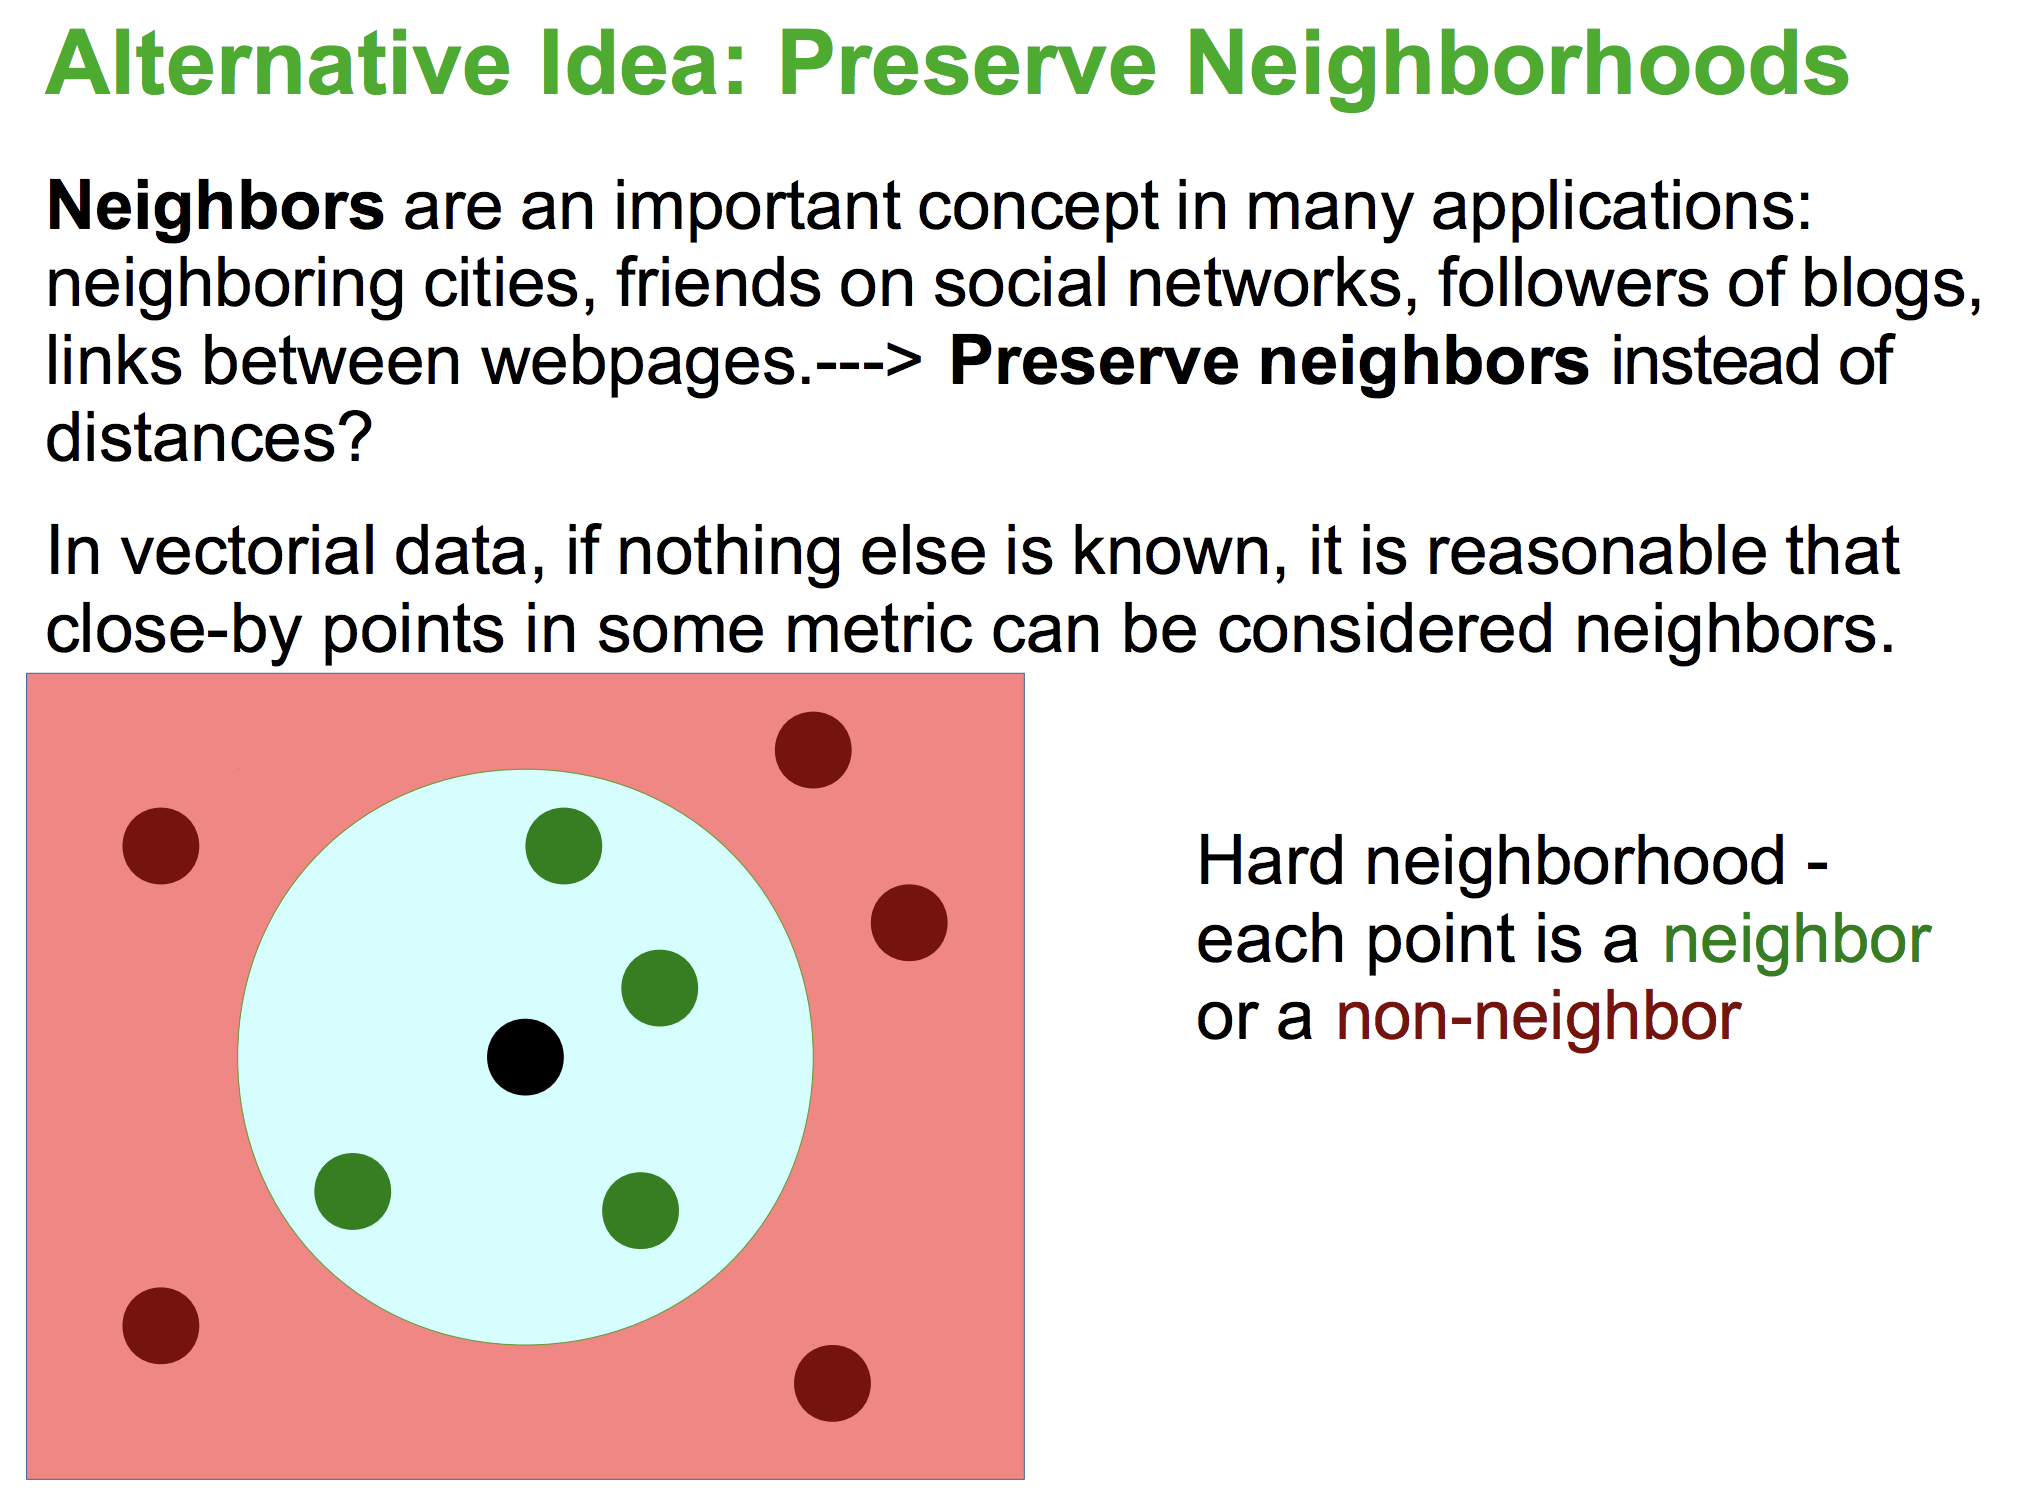 Alternative Idea: Preserve Neighborhoods
Neighbors are an important concept in many applications:
neighboring cities, friends on social networks, followers of blogs,
links between webpages.---> Preserve neighbors instead of
distances?
In vectorial data, if nothing else is known, it is reasonable that
close-by points in some metric can be considered neighbors.
Hard neighborhood -
each point is a neighbor
or a non-neighbor